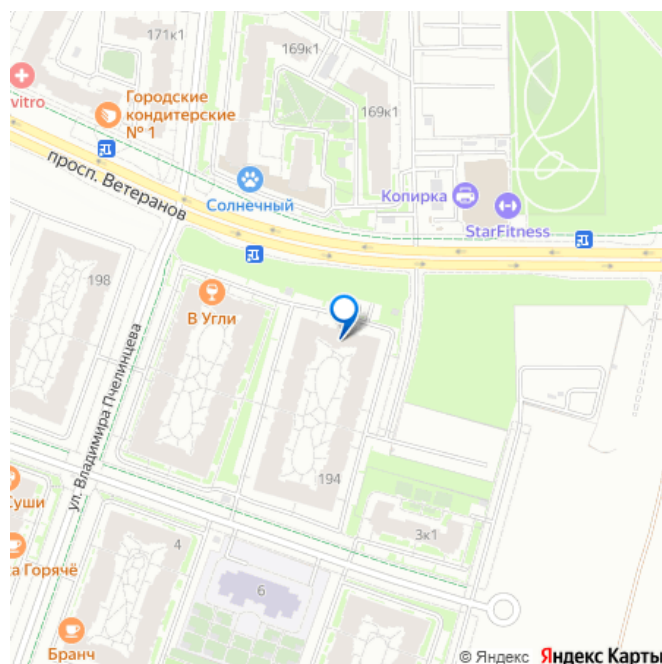 171к1
169к1
vitro
Городские
кондитерские
№ 1
169к1
просп. Ветеранов
Солнечный
Копирка
StarFitness
198
В Угли
ул. Владимира Пчелинцева
194
Суши
3к1
4
ка Горячё
6
Бранч
© Яндекс Яндекс Карты